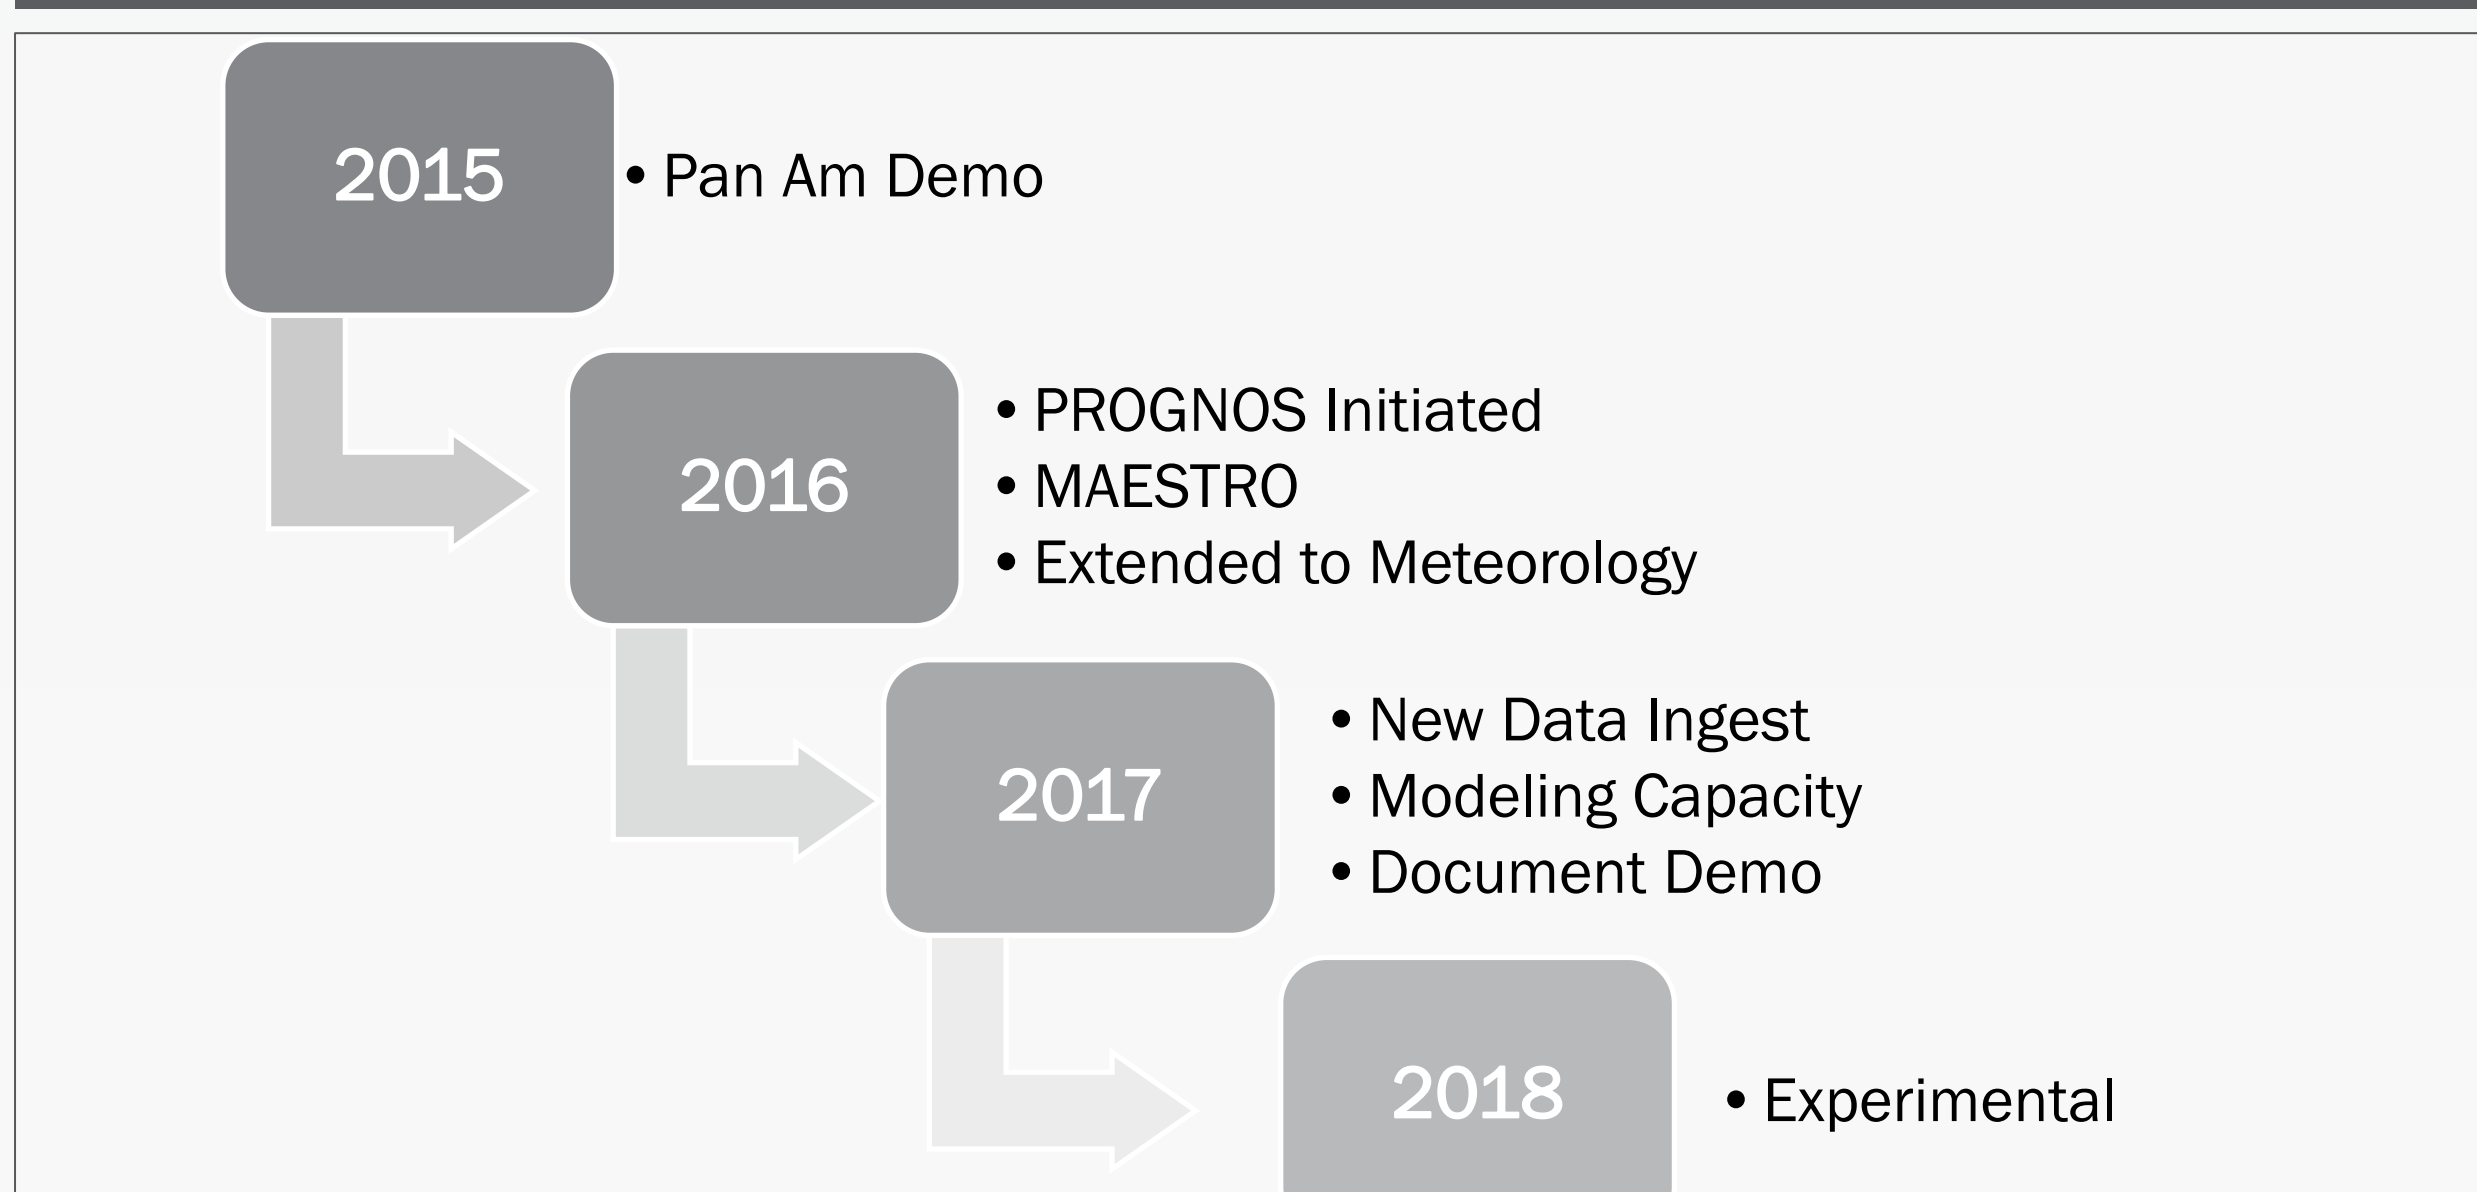 2015
• Pan Am Demo
2016
• PROGNOS Initiated
• MAESTRO
• Extended to Meteorology
2017
• New Data Ingest
• Modeling Capacity
• Document Demo
2018
• Experimental